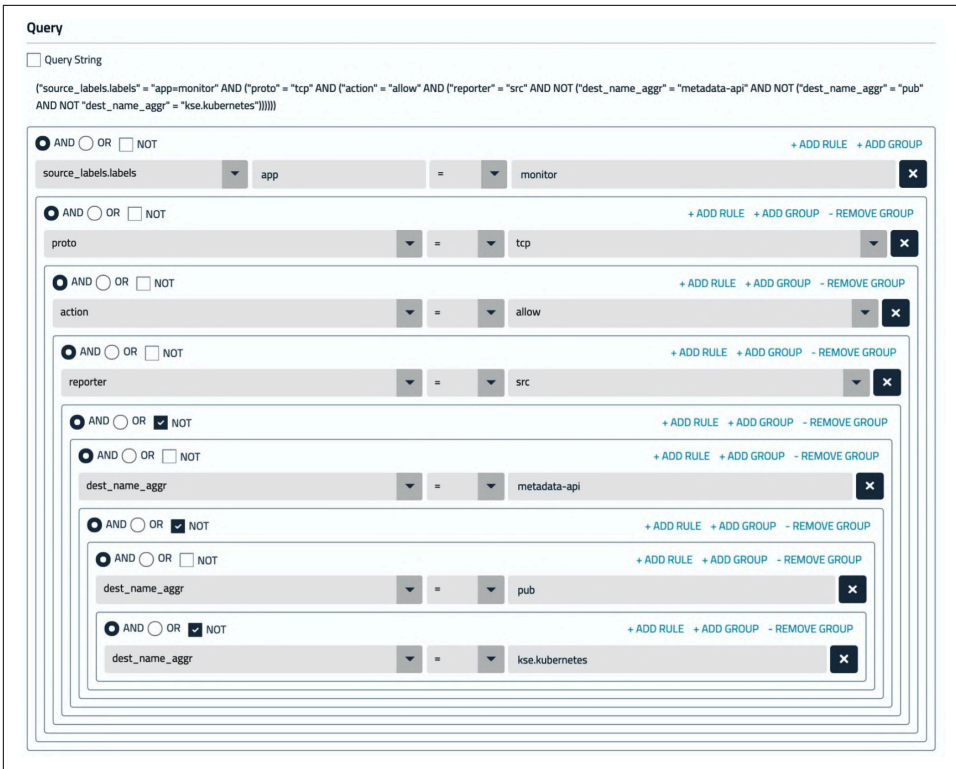 Query
Query String
("source_labels.labels" = "app=monitor" AND ("proto" = "tcp" AND ("action" = "allow" AND ("reporter" = "src" AND NOT ("dest_name_aggr" = "metadata-api" AND NOT ("dest_name_aggr" = "pub"
AND NOT "dest_name_aggr" = "kse.kubernetes"))))))
AND OR NOT + ADD RULE + ADD GROUP
source_labels.labels app = monitor
AND OR NOT + ADD RULE + ADD GROUP - REMOVE GROUP
proto = tcp
AND OR NOT + ADD RULE + ADD GROUP - REMOVE GROUP
action = allow
AND OR NOT + ADD RULE + ADD GROUP - REMOVE GROUP
reporter = src
AND OR NOT + ADD RULE + ADD GROUP - REMOVE GROUP
AND OR NOT + ADD RULE + ADD GROUP - REMOVE GROUP
dest_name_aggr = metadata-api
AND OR NOT + ADD RULE + ADD GROUP - REMOVE GROUP
AND OR NOT + ADD RULE + ADD GROUP - REMOVE GROUP
dest_name_aggr = pub
AND OR NOT + ADD RULE + ADD GROUP - REMOVE GROUP
dest_name_aggr = kse.kubernetes